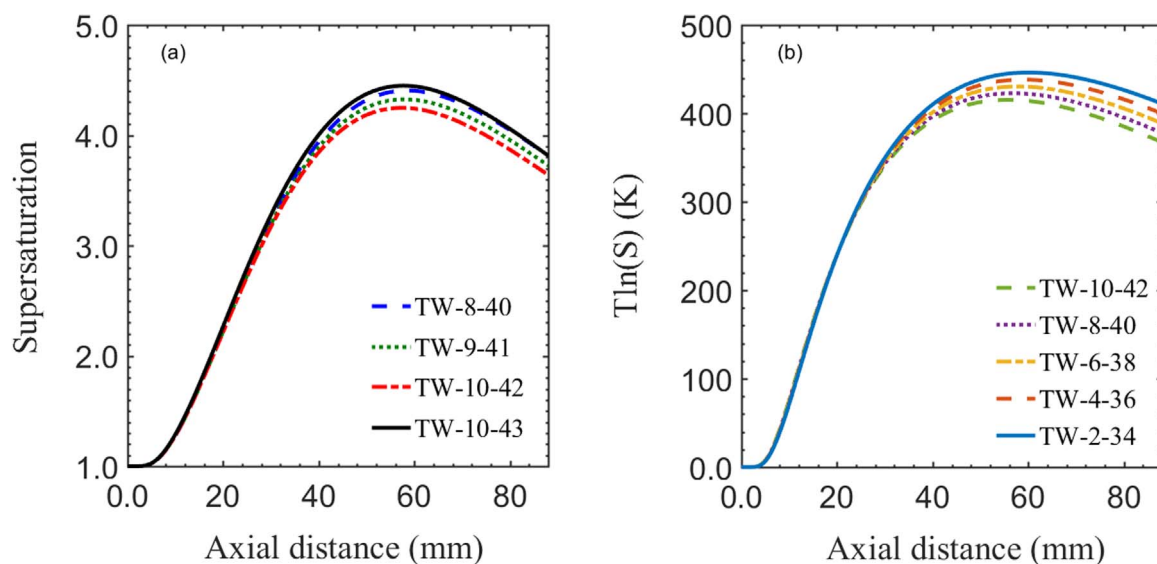 (a)
Supersaturation
5.0
4.0
3.0
2.0
1.0
0.0
20
40
60
80
Axial distance (mm)
TW-8-40
TW-9-41
TW-10-42
TW-10-43
(b)
Tln(S) (K)
500
400
300
200
100
0.0
0.0
20
40
60
80
Axial distance (mm)
TW-10-42
TW-8-40
TW-6-38
TW-4-36
TW-2-34